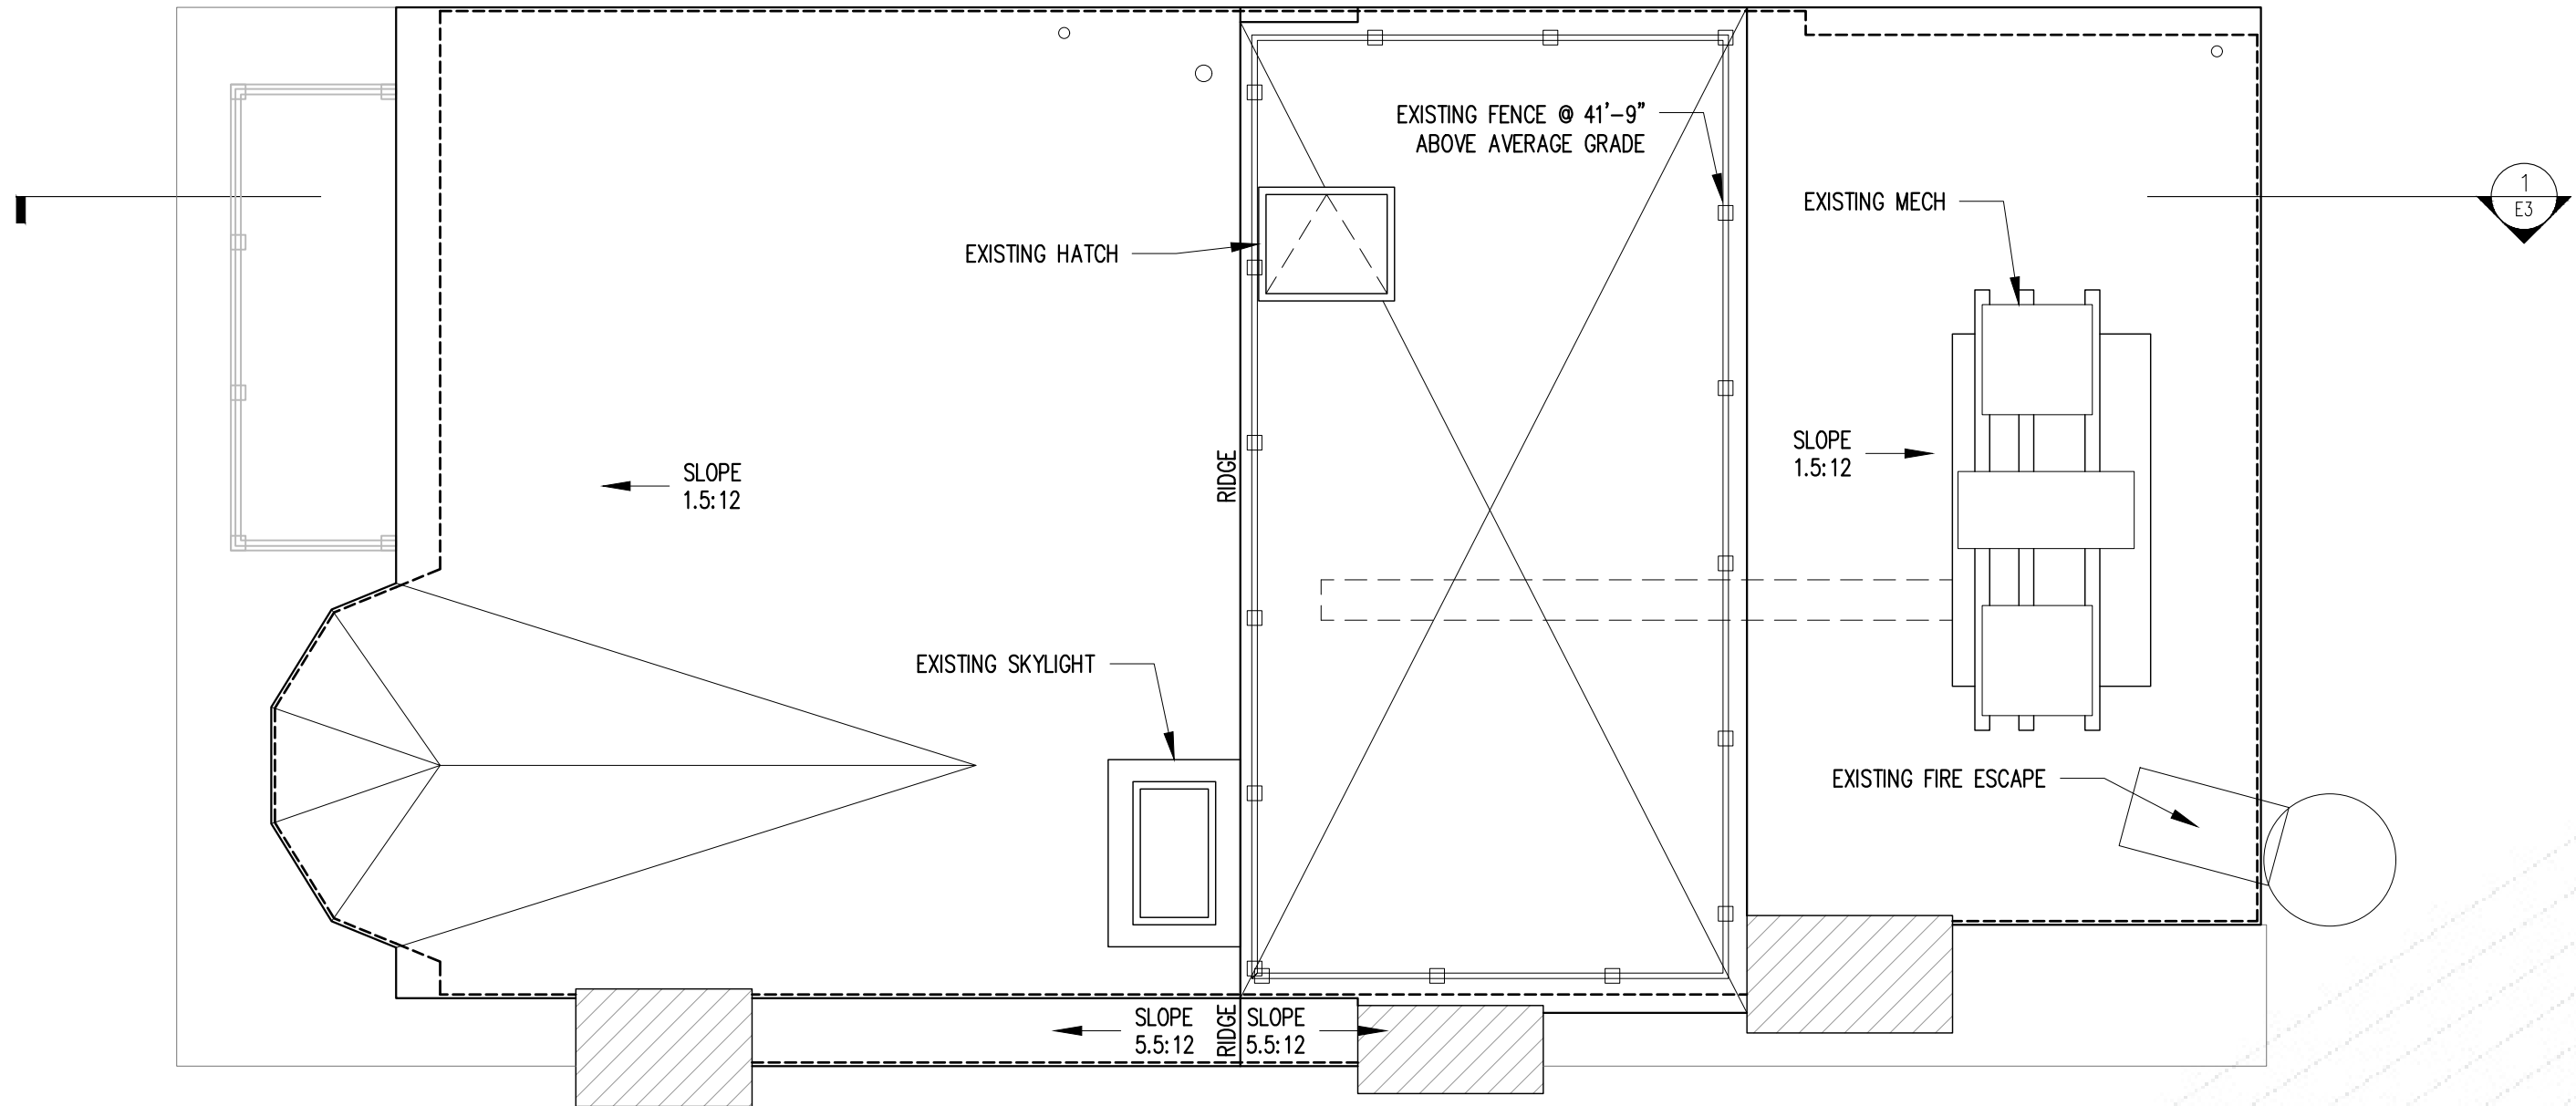 EXISTING FENCE @ 41'-9"
ABOVE AVERAGE GRADE
1
E3
EXISTING MECH
EXISTING HATCH
SLOPE
1.5:12
RIDGE
SLOPE
1.5:12
EXISTING SKYLIGHT
EXISTING FIRE ESCAPE
SLOPE
5.5:12
RIDGE
SLOPE
5.5:12